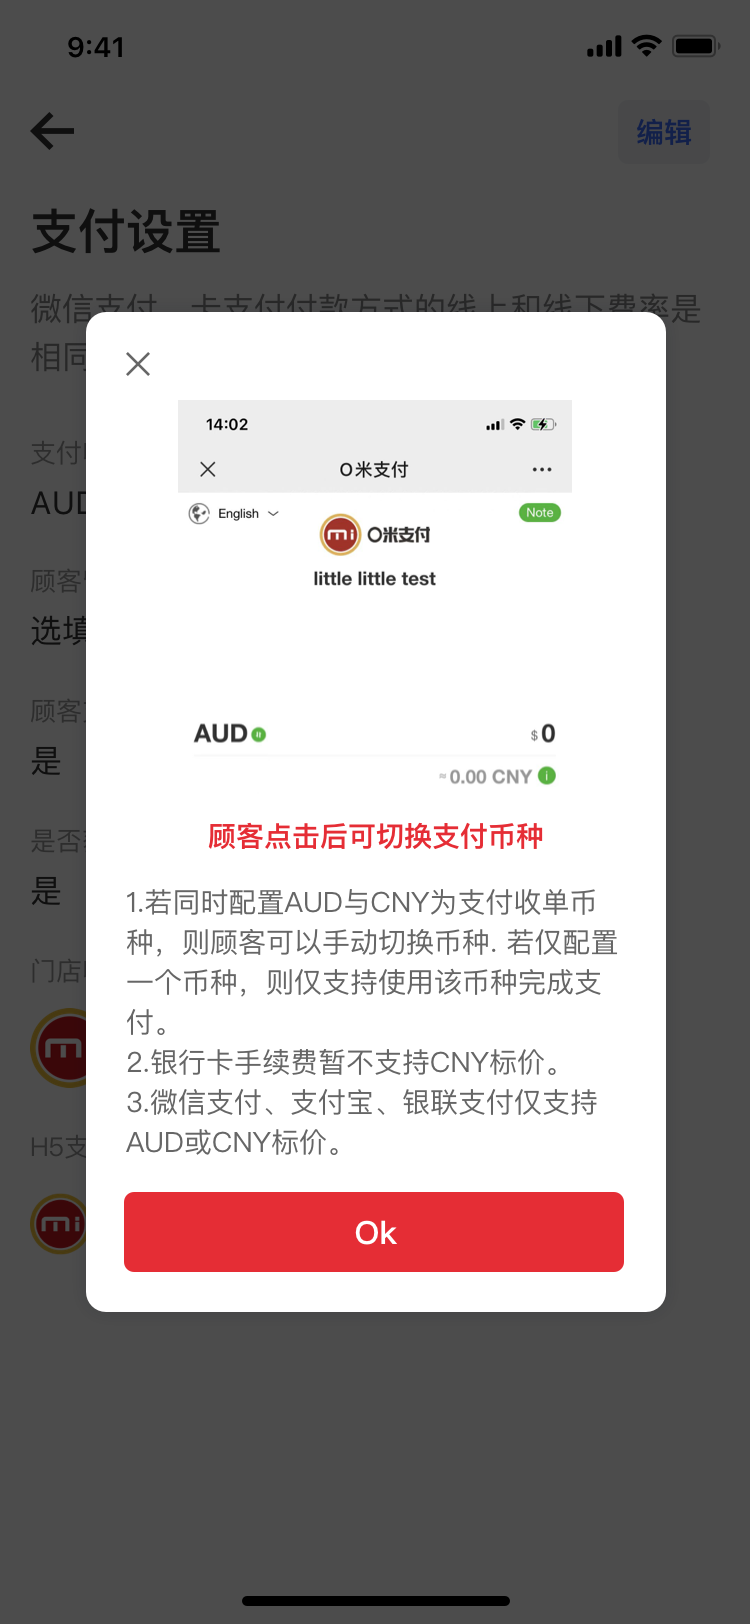 9:41
编辑
支付设置
微信支付、卡支付付款方式的线上和线下费率是
相同
支付
AUD
14:02
O米支付
English
Note
mi O米支付
little little test
顾客
选填
顾客
是
AUD
$0
≈0.00 CNY
顾客点击后可切换支付币种
是否
是
1.若同时配置AUD与CNY为支付收单币
种，则顾客可以手动切换币种. 若仅配置
一个币种，则仅支持使用该币种完成支
付。
2.银行卡手续费暂不支持CNY标价。
3.微信支付、支付宝、银联支付仅支持
AUD或CNY标价。
门店
mi
H5支
mi
Ok